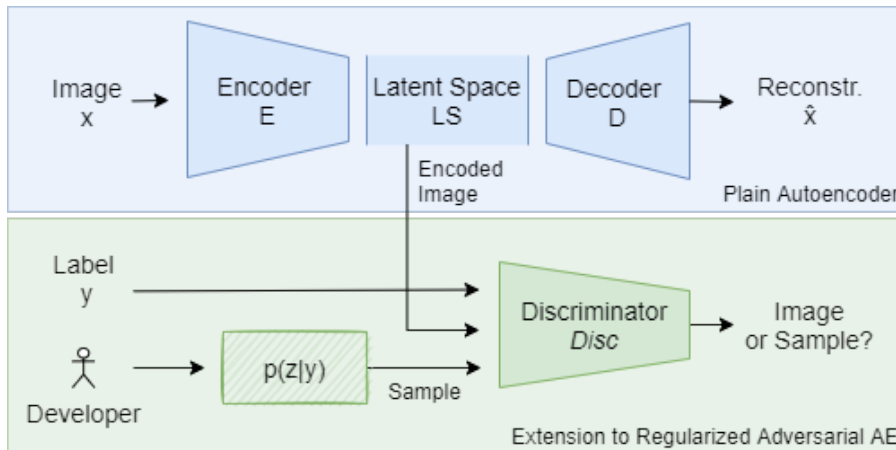 Image
x
Encoder
E
Latent Space
LS
Decoder
D
Reconstr.
x̂
Encoded
Image
Plain Autoencoder
Label
y
Discriminator
Disc
Image
or Sample?
Developer
p(z|y)
Sample
Extension to Regularized Adversarial AE